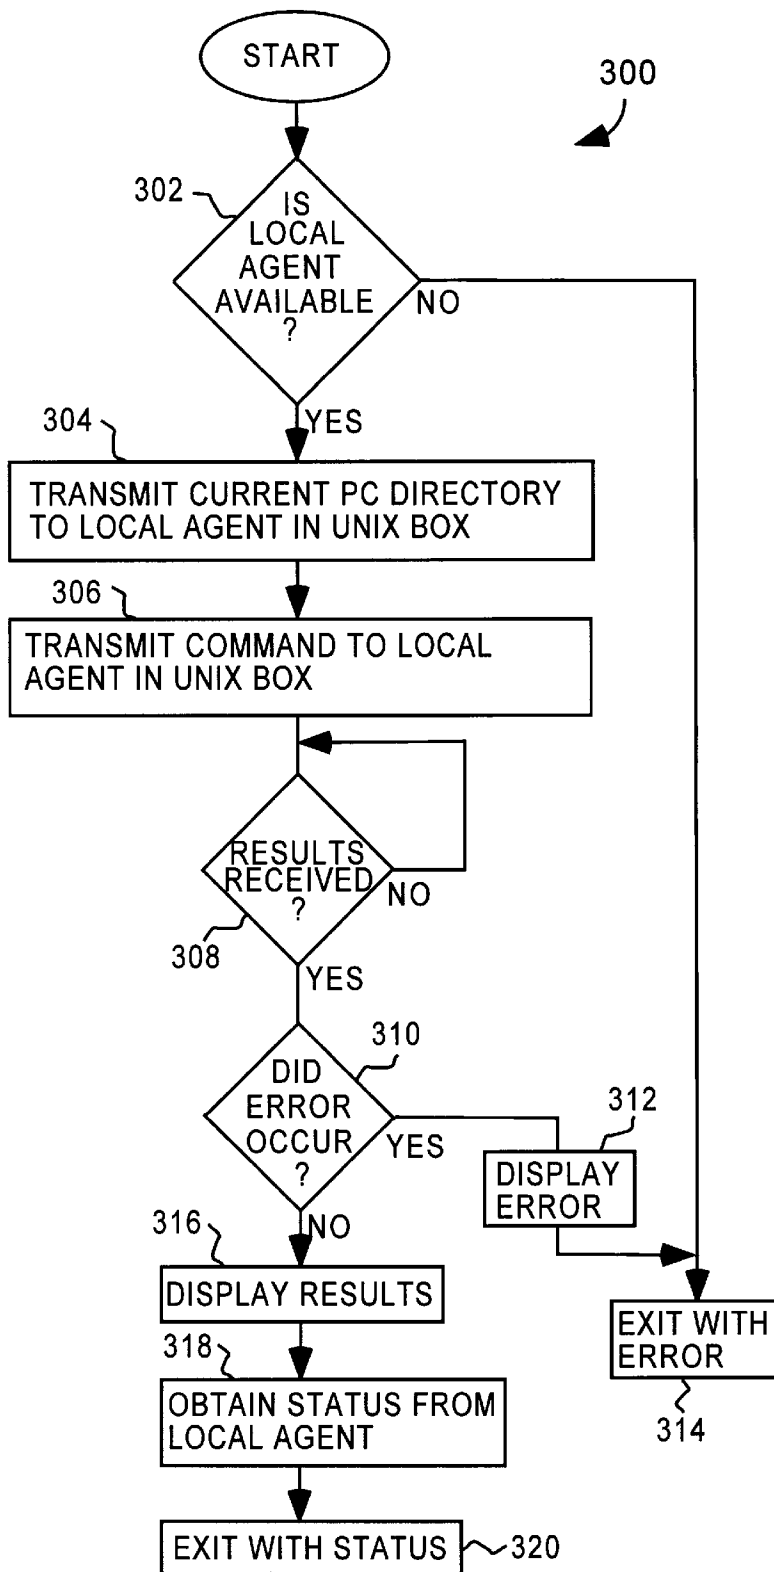 START
300
302
IS
LOCAL
AGENT
AVAILABLE
?
NO
YES
304
TRANSMIT CURRENT PC DIRECTORY
TO LOCAL AGENT IN UNIX BOX
306
TRANSMIT COMMAND TO LOCAL
AGENT IN UNIX BOX
RESULTS
RECEIVED
?
NO
308
YES
310
DID
ERROR
OCCUR
?
YES
312
DISPLAY
ERROR
NO
316
DISPLAY RESULTS
EXIT WITH
ERROR
314
318
OBTAIN STATUS FROM
LOCAL AGENT
EXIT WITH STATUS
320